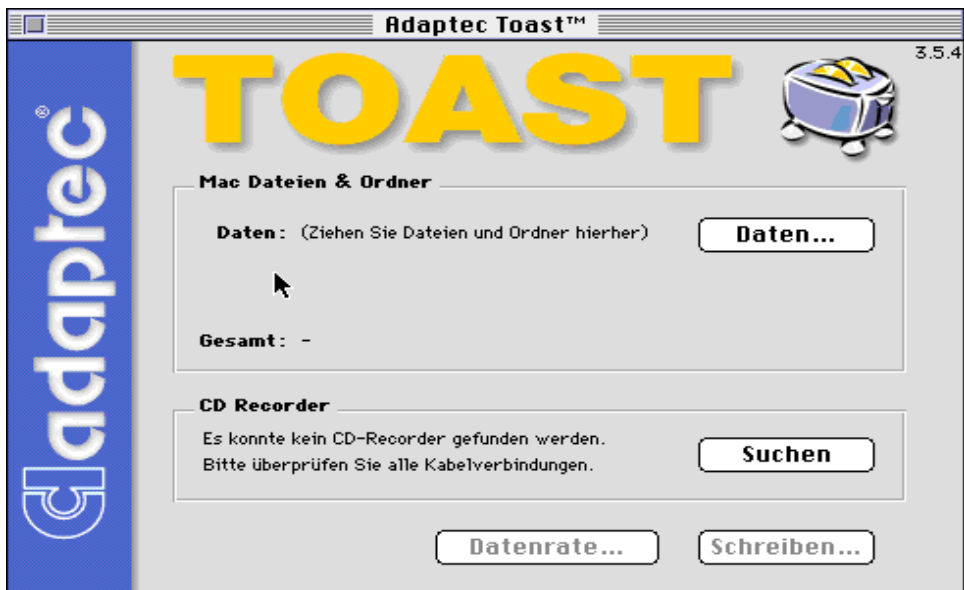 Adaptec Toast™
3.5.4
adaptec®
TOAST
Mac Dateien & Ordner
Daten: (Ziehen Sie Dateien und Ordner hierher)
Daten...
Gesamt: -
CD Recorder
Es konnte kein CD-Recorder gefunden werden.
Bitte überprüfen Sie alle Kabelverbindungen.
Suchen
Datenrate...
Schreiben...